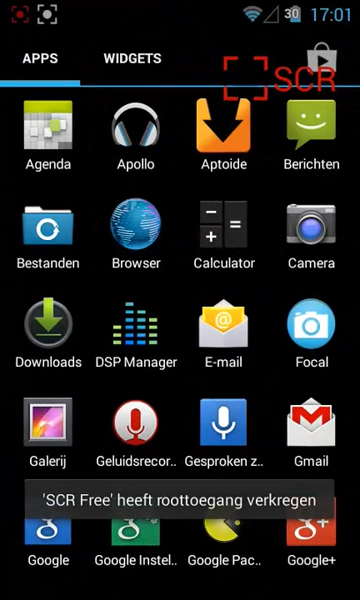 30 17:01
APPS WIDGETS
SCR
Agenda Apollo Aptoide Berichten
Bestanden Browser Calculator Camera
Downloads DSP Manager E-mail Focal
Galerij Geluidsrecor.. Gesproken z.. Gmail
'SCR Free' heeft roottoegang verkregen
Google Google Instel.. Google Pac.. Google+